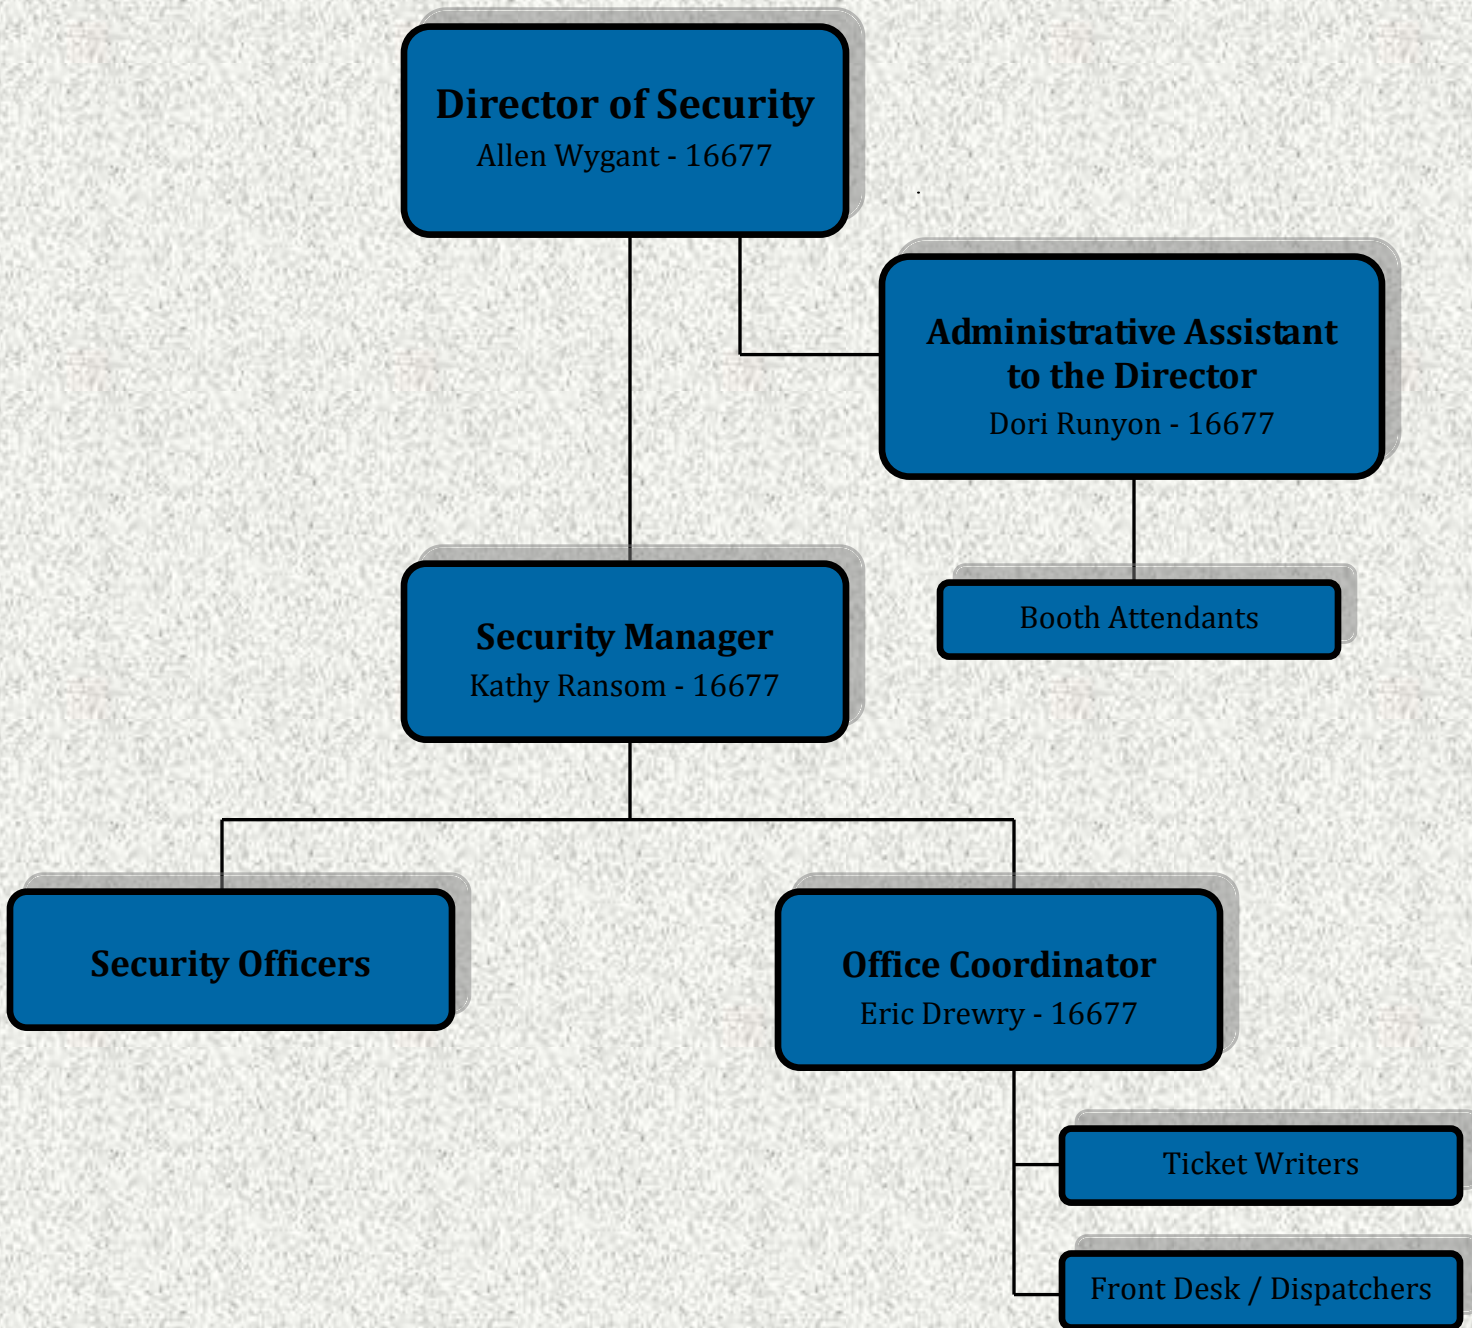 Director of Security
Allen Wygant - 16677
Administrative Assistant
to the Director
Dori Runyon - 16677
Security Manager
Kathy Ransom - 16677
Booth Attendants
Security Officers
Office Coordinator
Eric Drewry - 16677
Ticket Writers
Front Desk / Dispatchers